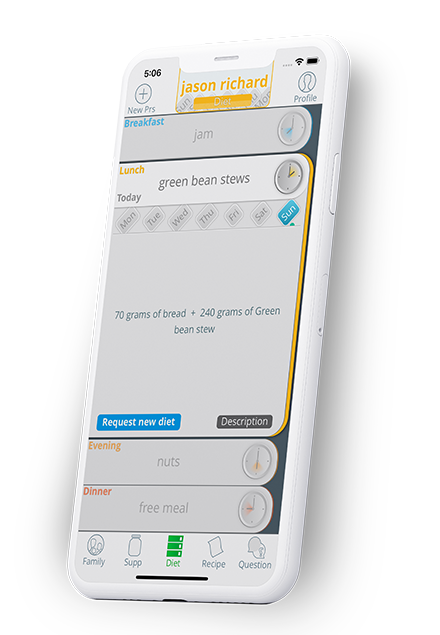 5:06
jason richard
Diet
Sun
Mon
New Prs
Profile
Breakfast
jam
Lunch
green bean stews
Today
Mon
Tue
Wed
Thu
Fri
Sat
Sun
70 grams of bread + 240 grams of Green
bean stew
Request new diet
Description
Evening
nuts
Dinner
free meal
Family
Supp
Diet
Recipe
Question